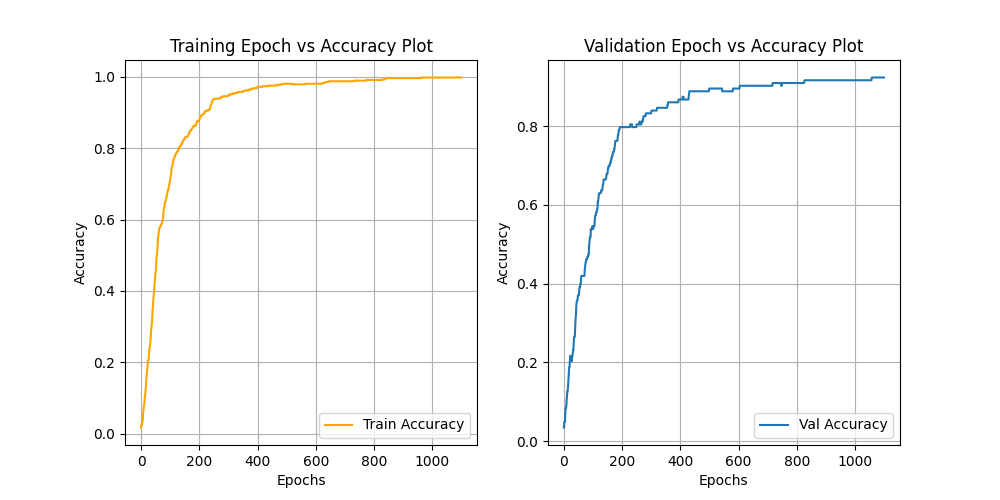 Training Epoch vs Accuracy Plot
1.0
0.8
0.6
0.4
0.2
0.0
Accuracy
Train Accuracy
0 200 400 600 800 1000
Epochs
Validation Epoch vs Accuracy Plot
0.8
0.6
0.4
0.2
0.0
Accuracy
Val Accuracy
0 200 400 600 800 1000
Epochs